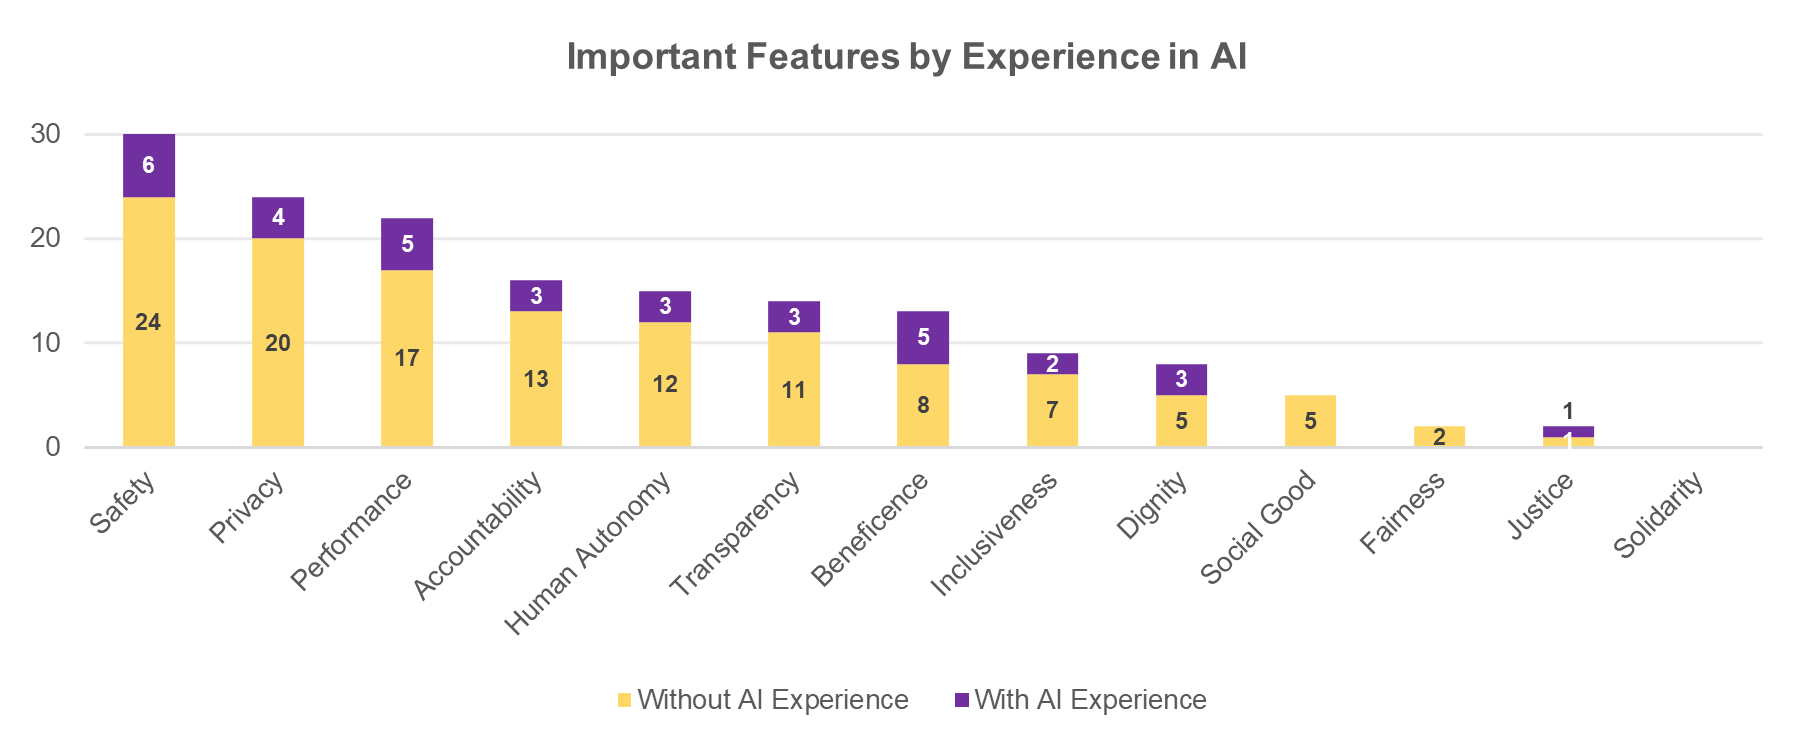 Important Features by Experience in AI
30
20
10
0
6
4
5
3
3
3
5
2
3
1
24
20
17
13
12
11
8
7
5
5
2
1
Safety
Privacy
Performance
Accountability
Human Autonomy
Transparency
Beneficence
Inclusiveness
Dignity
Social Good
Fairness
Justice
Solidarity
Without AI Experience
With AI Experience